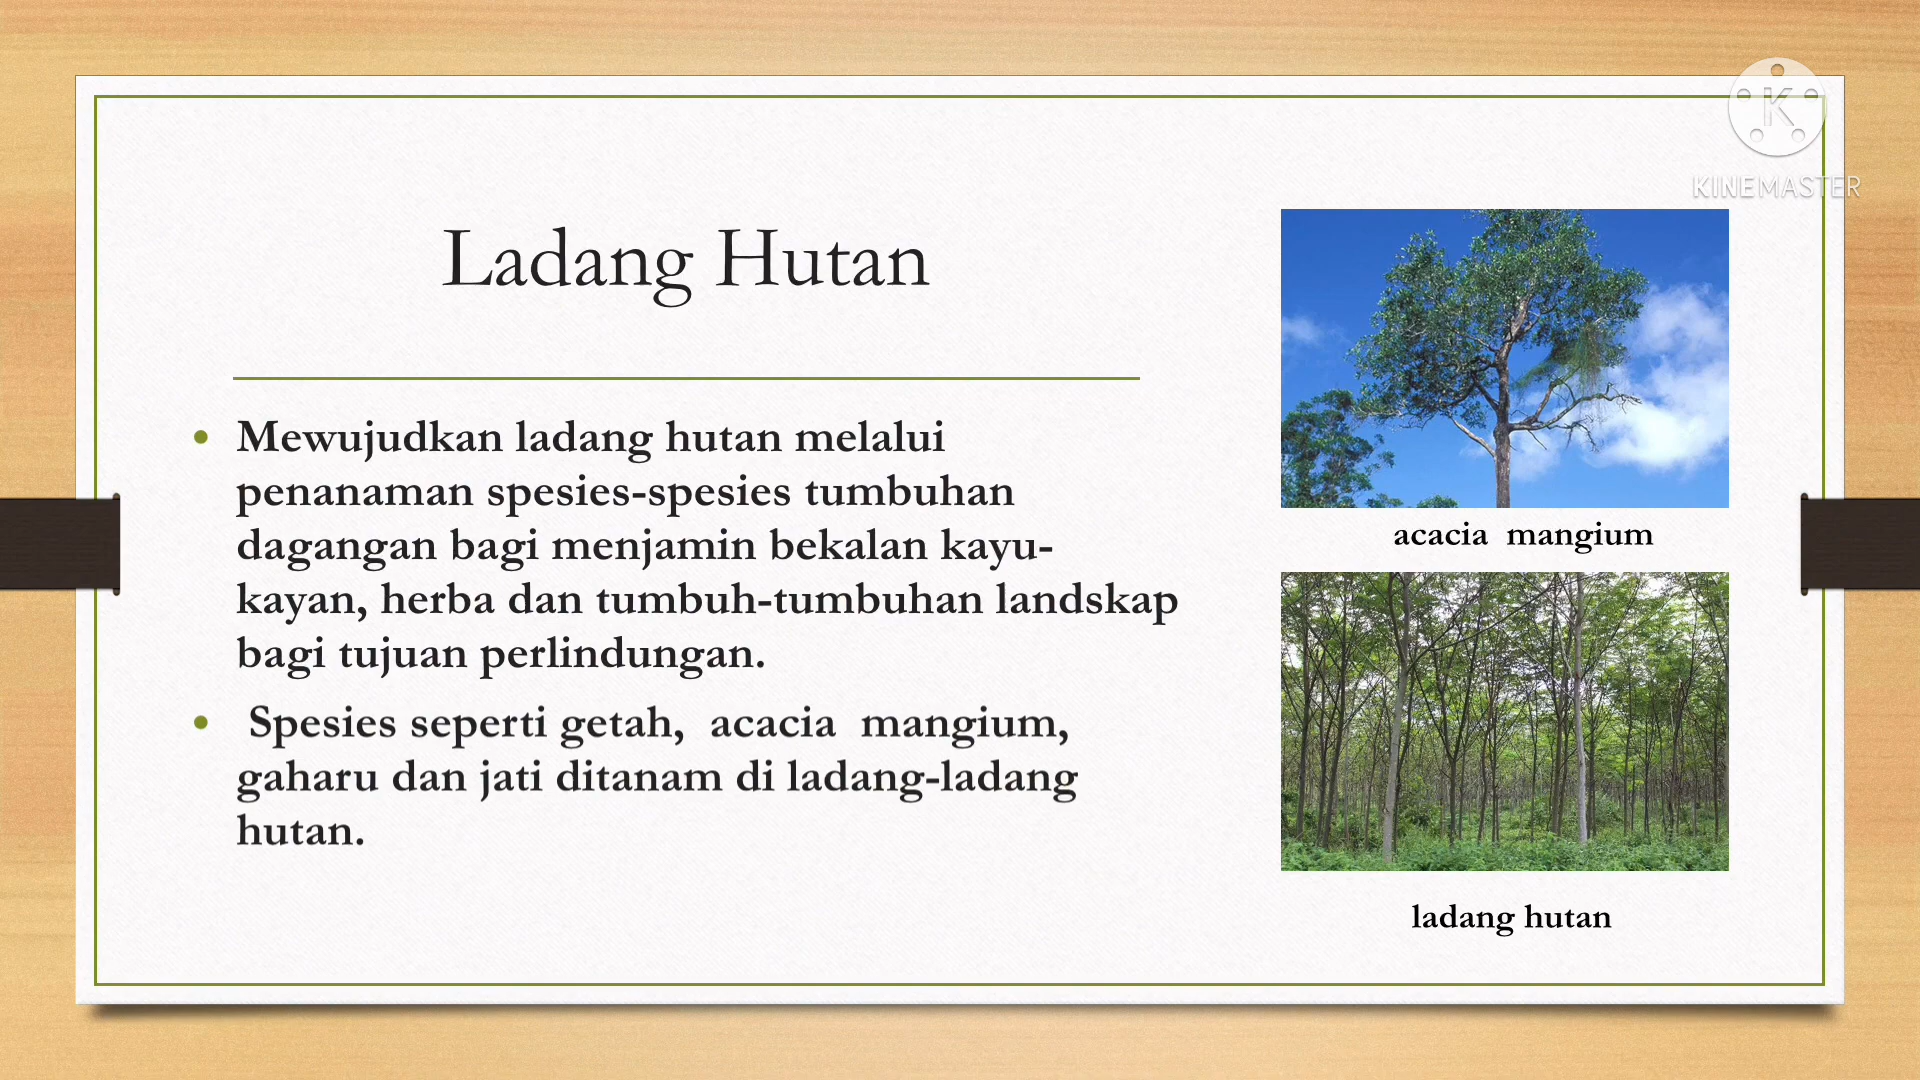 K
KINEMASTER
Ladang Hutan
• Mewujudkan ladang hutan melalui
penanaman spesies-spesies tumbuhan
dagangan bagi menjamin bekalan kayu-
kayan, herba dan tumbuh-tumbuhan landskap
bagi tujuan perlindungan.
• Spesies seperti getah, acacia mangium,
gaharu dan jati ditanam di ladang-ladang
hutan.
acacia mangium
ladang hutan